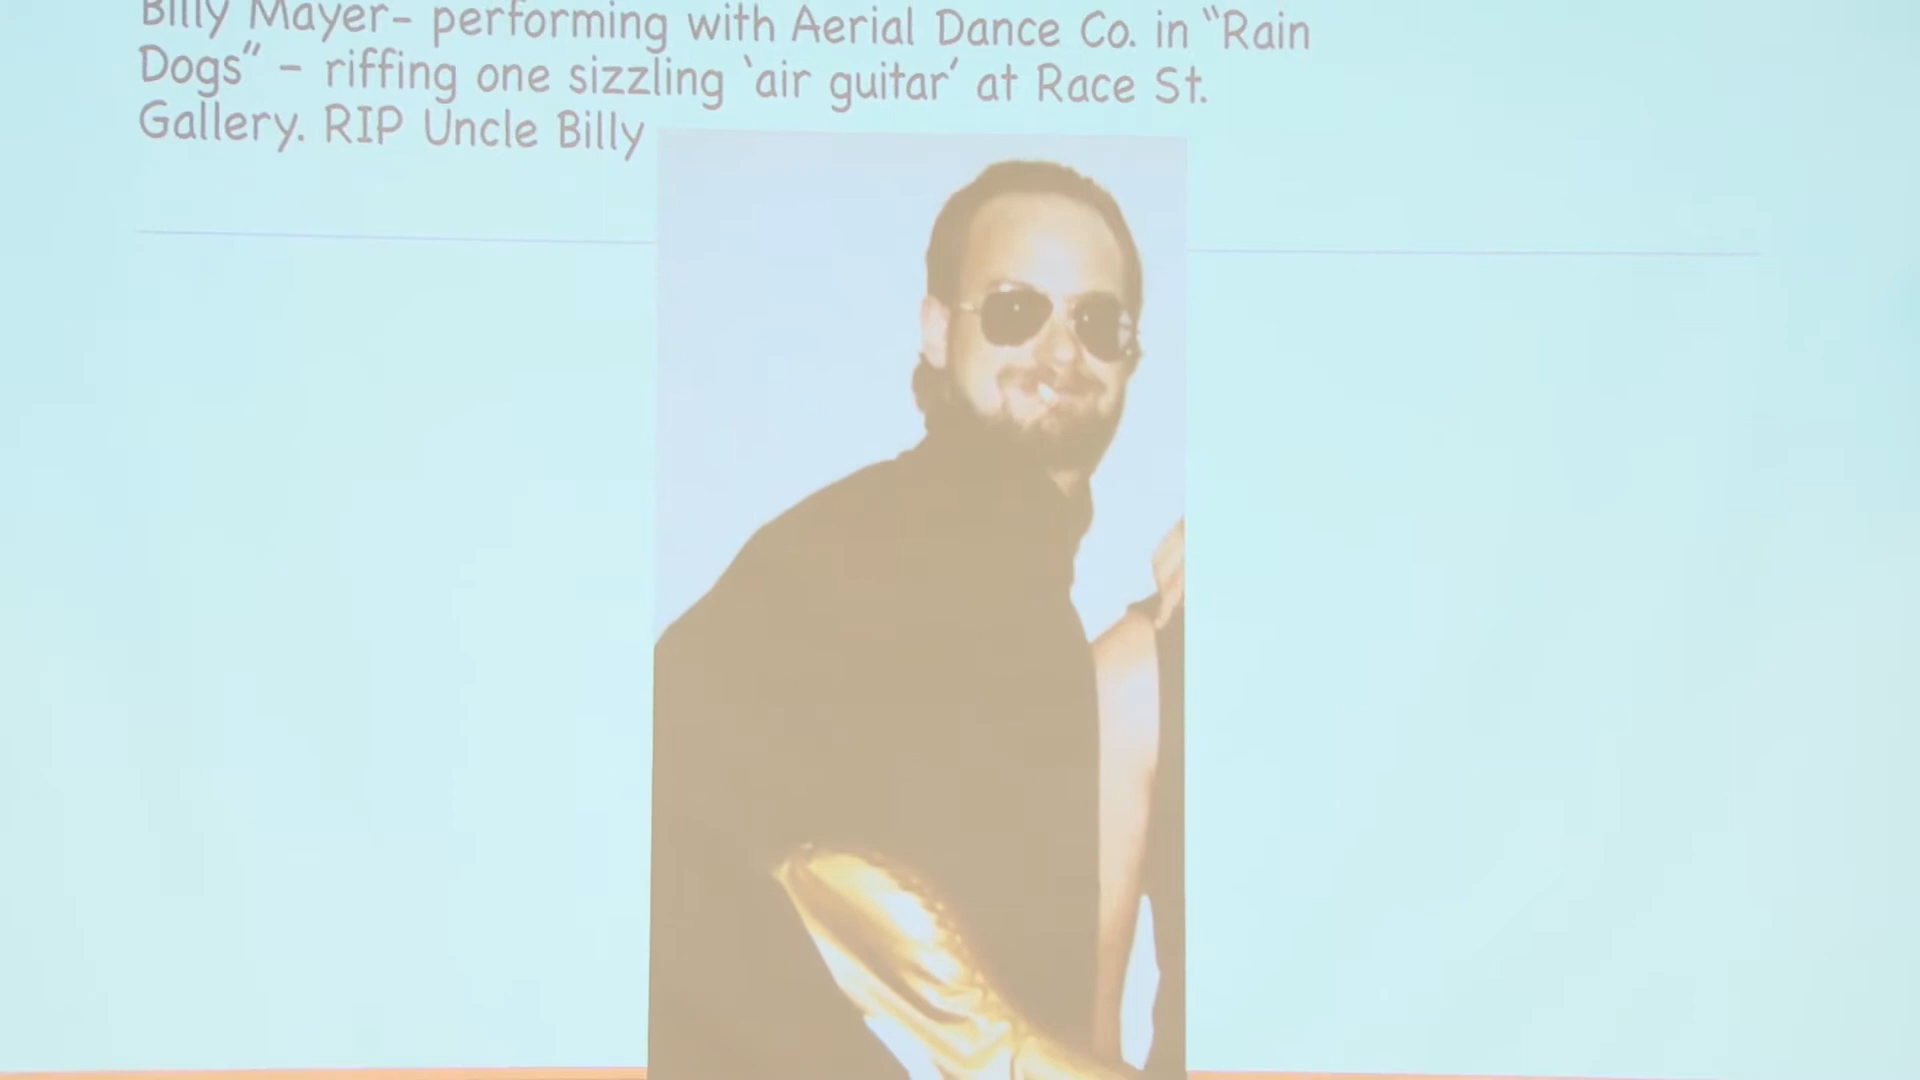 Billy Mayer- performing with Aerial Dance Co. in "Rain
Dogs" - riffing one sizzling `air guitar' at Race St.
Gallery. RIP Uncle Billy